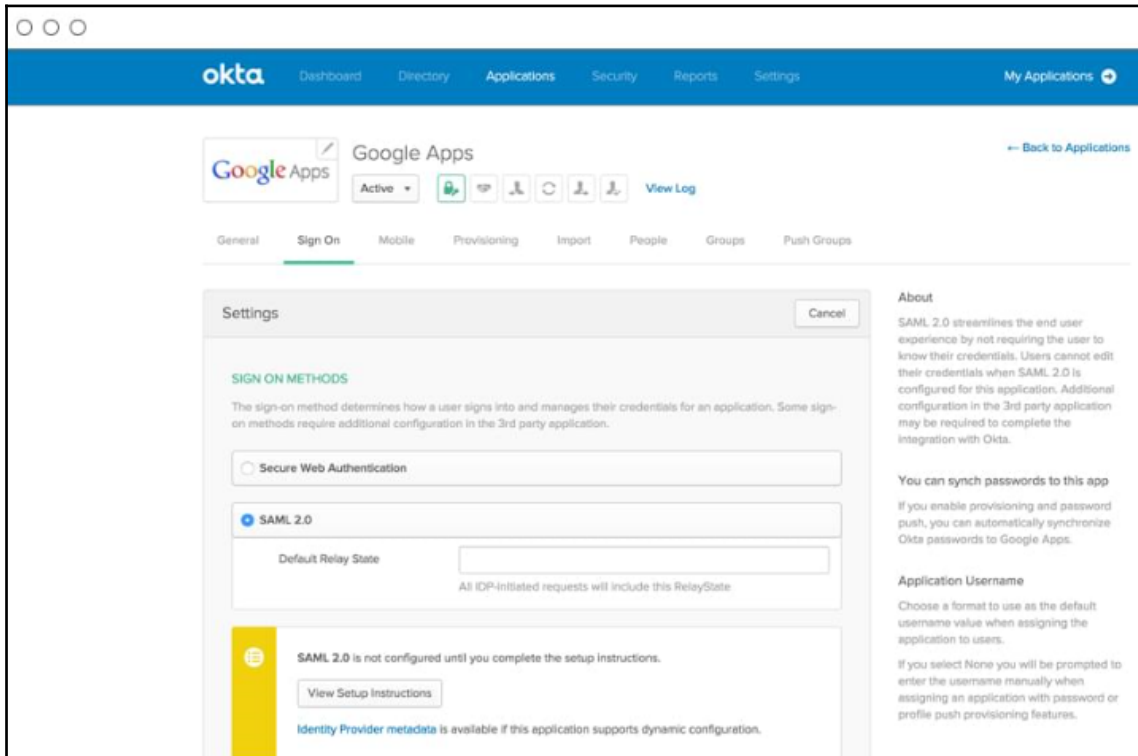 okta Dashboard Directory Applications Security Reports Settings My Applications
Google Apps
Google Apps
← Back to Applications
Active View Log
General Sign On Mobile Provisioning Import People Groups Push Groups
Settings Cancel
SIGN ON METHODS
The sign-on method determines how a user signs into and manages their credentials for an application. Some sign-
on methods require additional configuration in the 3rd party application.
Secure Web Authentication
SAML 2.0
Default Relay State
All IDP-initiated requests will include this RelayState
SAML 2.0 is not configured until you complete the setup instructions.
View Setup Instructions
Identity Provider metadata is available if this application supports dynamic configuration.
About
SAML 2.0 streamlines the end user
experience by not requiring the user to
know their credentials. Users cannot edit
their credentials when SAML 2.0 is
configured for this application. Additional
configuration in the 3rd party application
may be required to complete the
integration with Okta.
You can synch passwords to this app
If you enable provisioning and password
push, you can automatically synchronize
Okta passwords to Google Apps.
Application Username
Choose a format to use as the default
username value when assigning the
application to users.
If you select None you will be prompted to
enter the username manually when
assigning an application with password or
profile push provisioning features.